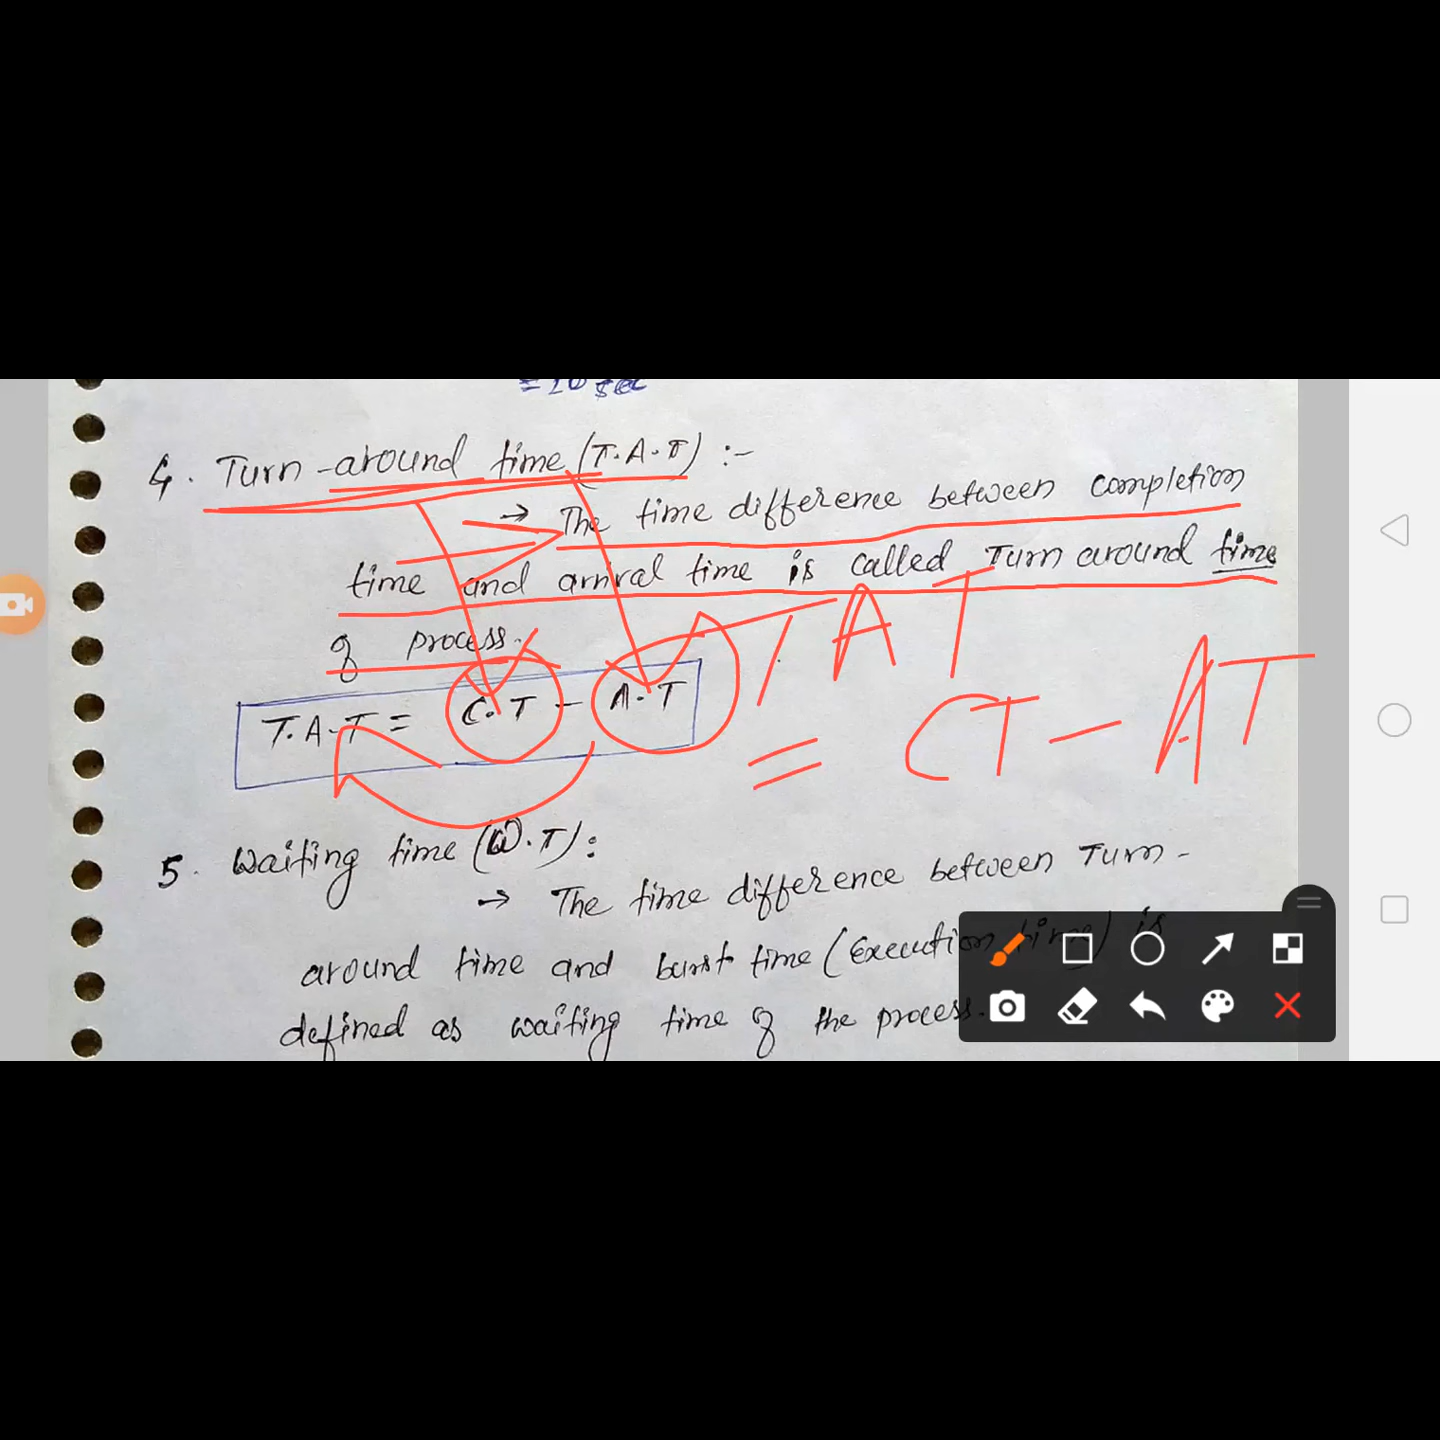 = 10 sec
4. Turn-around time (T.A.T) :-
→ The time difference between completion
time and arrival time is called Turn around time
of process.
T.A.T = C.T - A.T
TAT
= CT - AT
5. Waiting time (W.T):
→ The time difference between Turn-
around time and burst time (Execution time) is
defined as waiting time of the process.